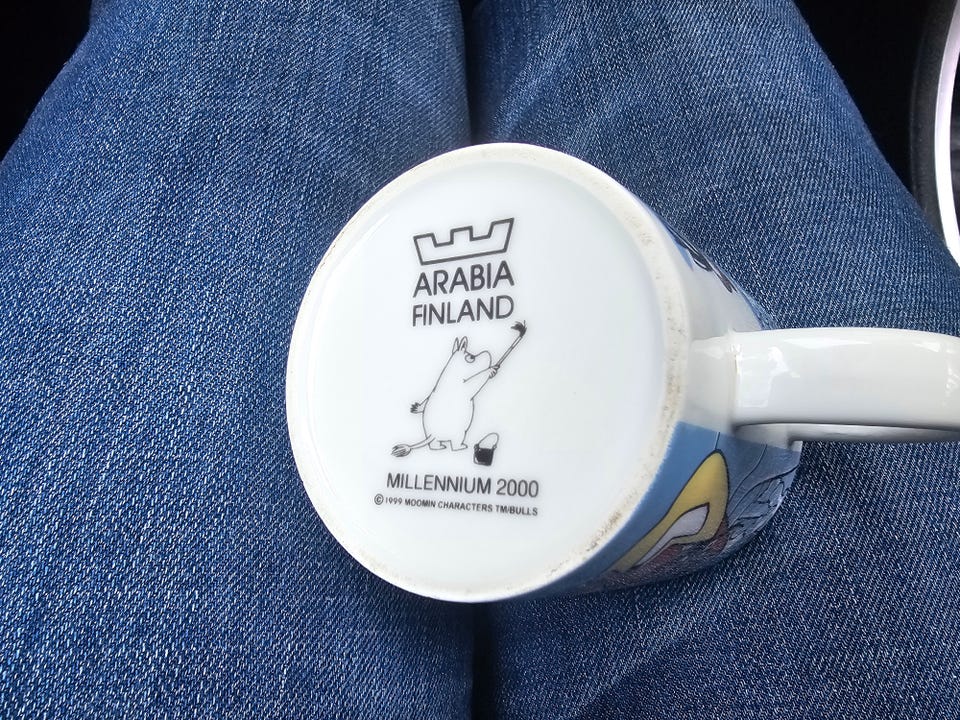 ARABIA
FINLAND
MILLENNIUM 2000
© 1999 MOOMIN CHARACTERS TM/BULLS